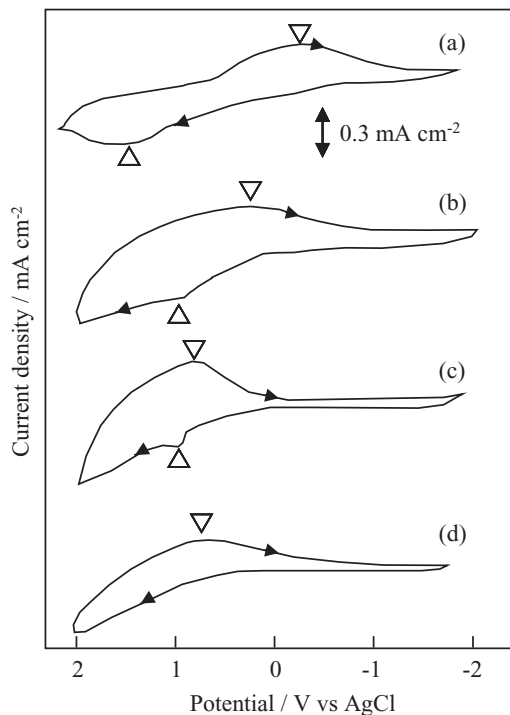 (a)
0.3 mA cm-2
(b)
(c)
(d)
Current density / mA cm-2
2 1 0 -1 -2
Potential / V vs AgCl